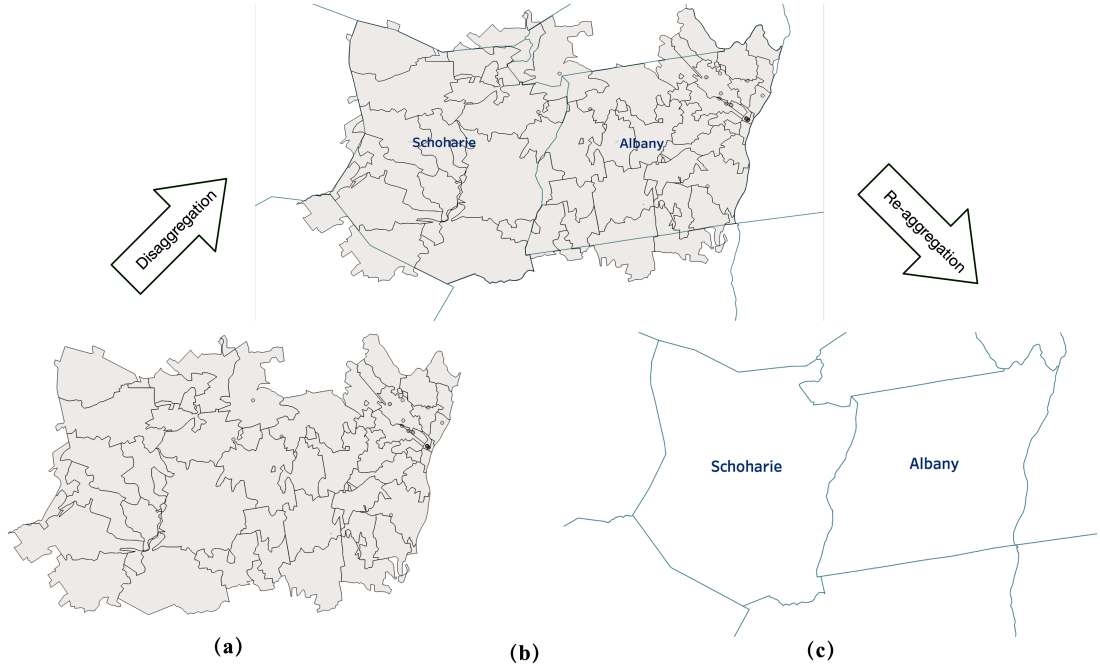 Schoharie
Albany
Disaggregation
Re-aggregation
Schoharie
Albany
(a)
(b)
(c)